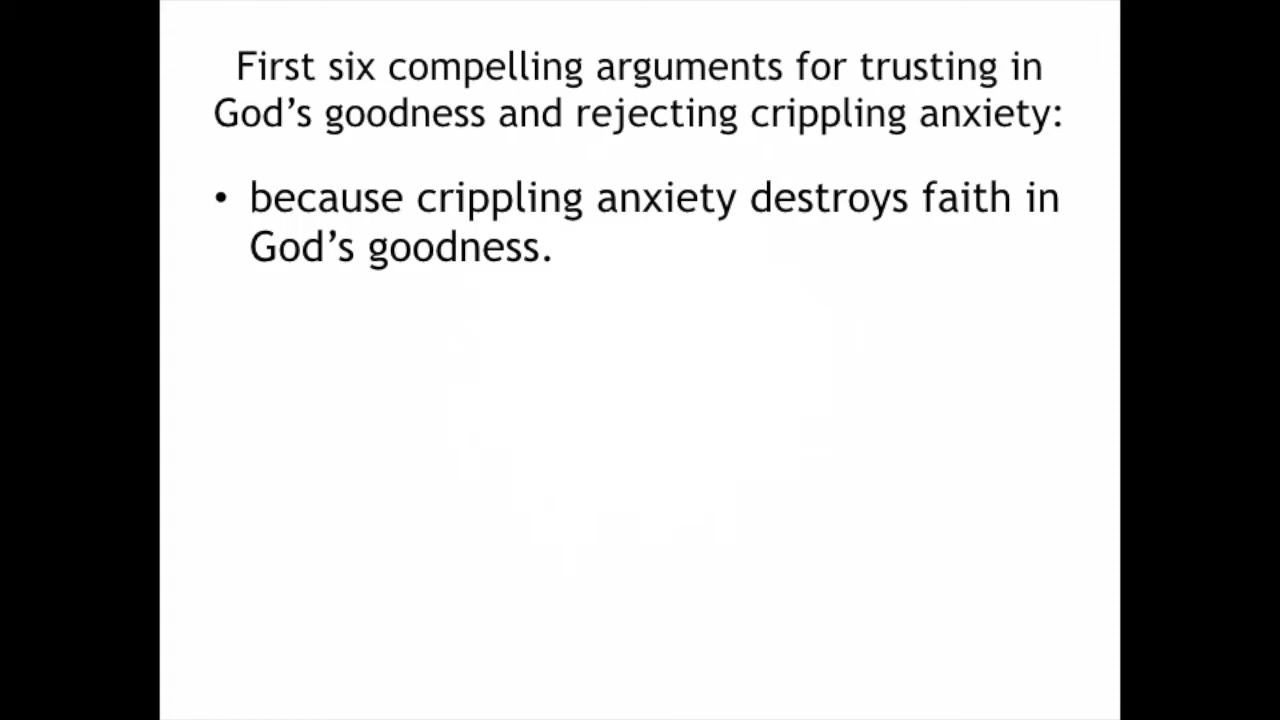 First six compelling arguments for trusting in
God’s goodness and rejecting crippling anxiety:
• because crippling anxiety destroys faith in
God’s goodness.